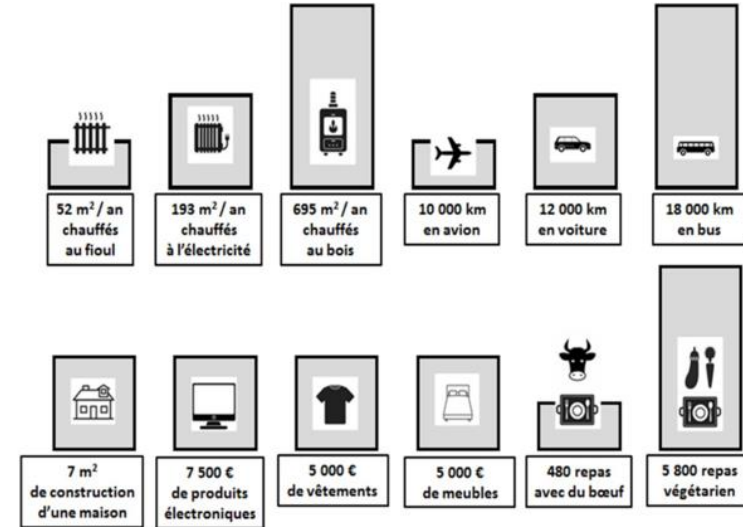 52 m² / an
chauffés
au fioul
193 m² / an
chauffés
à l'électricité
695 m² / an
chauffés
au bois
10 000 km
en avion
12 000 km
en voiture
18 000 km
en bus
7 m²
de construction
d'une maison
7 500 €
de produits
électroniques
5 000 €
de vêtements
5 000 €
de meubles
480 repas
avec du bœuf
5 800 repas
végétarien